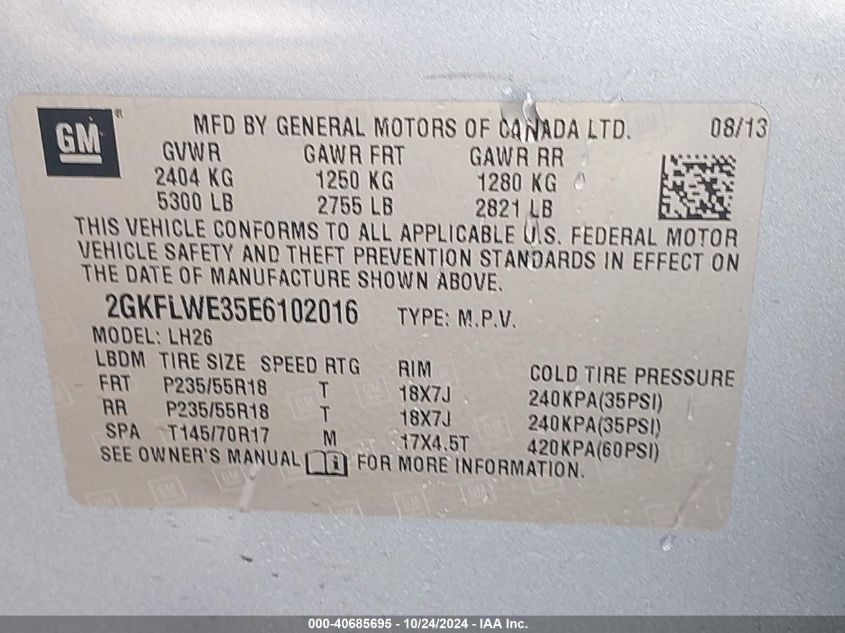 GM ®
MFD BY GENERAL MOTORS OF CANADA LTD. 08/13
GVWR GAWR FRT GAWR RR
2404 KG 1250 KG 1280 KG
5300 LB 2755 LB 2821 LB
THIS VEHICLE CONFORMS TO ALL APPLICABLE U.S. FEDERAL MOTOR
VEHICLE SAFETY AND THEFT PREVENTION STANDARDS IN EFFECT ON
THE DATE OF MANUFACTURE SHOWN ABOVE.
2GKFLWE35E6102016 TYPE: M.P.V.
MODEL: LH26
LBDM TIRE SIZE SPEED RTG RIM COLD TIRE PRESSURE
FRT P235/55R18 T 18X7J 240KPA(35PSI)
RR P235/55R18 T 18X7J 240KPA(35PSI)
SPA T145/70R17 M 17X4.5T 420KPA(60PSI)
SEE OWNER'S MANUAL i FOR MORE INFORMATION.
000-40685695 - 10/24/2024 - IAA Inc.